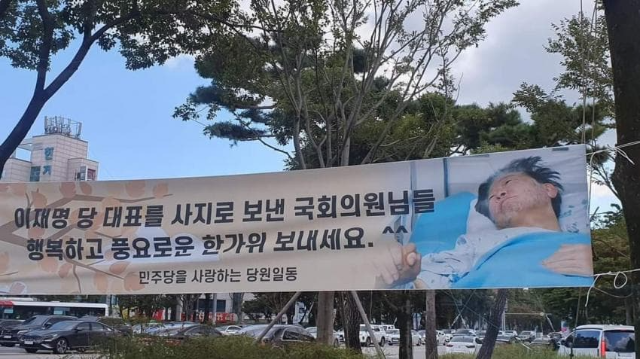 이재명 당 대표를 사지로 보낸 국회의원님들
행복하고 풍요로운 한가위 보내세요. ^^
민주당을 사랑하는 당원일동